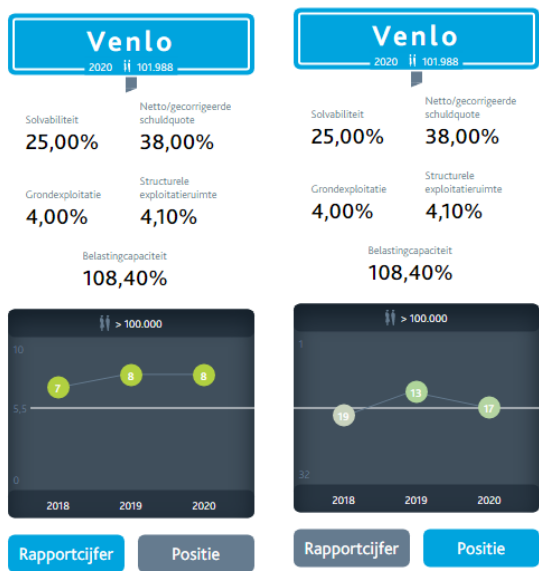 Venlo
2020 101.988
Solvabiliteit
25,00%
Netto/gecorrigeerde
schuldquote
38,00%
Grondexploitatie
4,00%
Structurele
exploitatieruimte
4,10%
Belastingcapaciteit
108,40%
> 100.000
10
7
8
8
5,5
0
2018 2019 2020
Rapportcijfer Positie
Venlo
2020 101.988
Solvabiliteit
25,00%
Netto/gecorrigeerde
schuldquote
38,00%
Grondexploitatie
4,00%
Structurele
exploitatieruimte
4,10%
Belastingcapaciteit
108,40%
> 100.000
1
19
13
17
32
2018 2019 2020
Rapportcijfer Positie